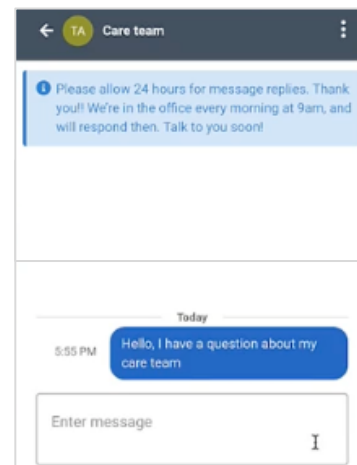 TA Care team
Please allow 24 hours for message replies. Thank
you!! We're in the office every morning at 9am, and
will respond then. Talk to you soon!
Today
5:55 PM
Hello, I have a question about my
care team
Enter message